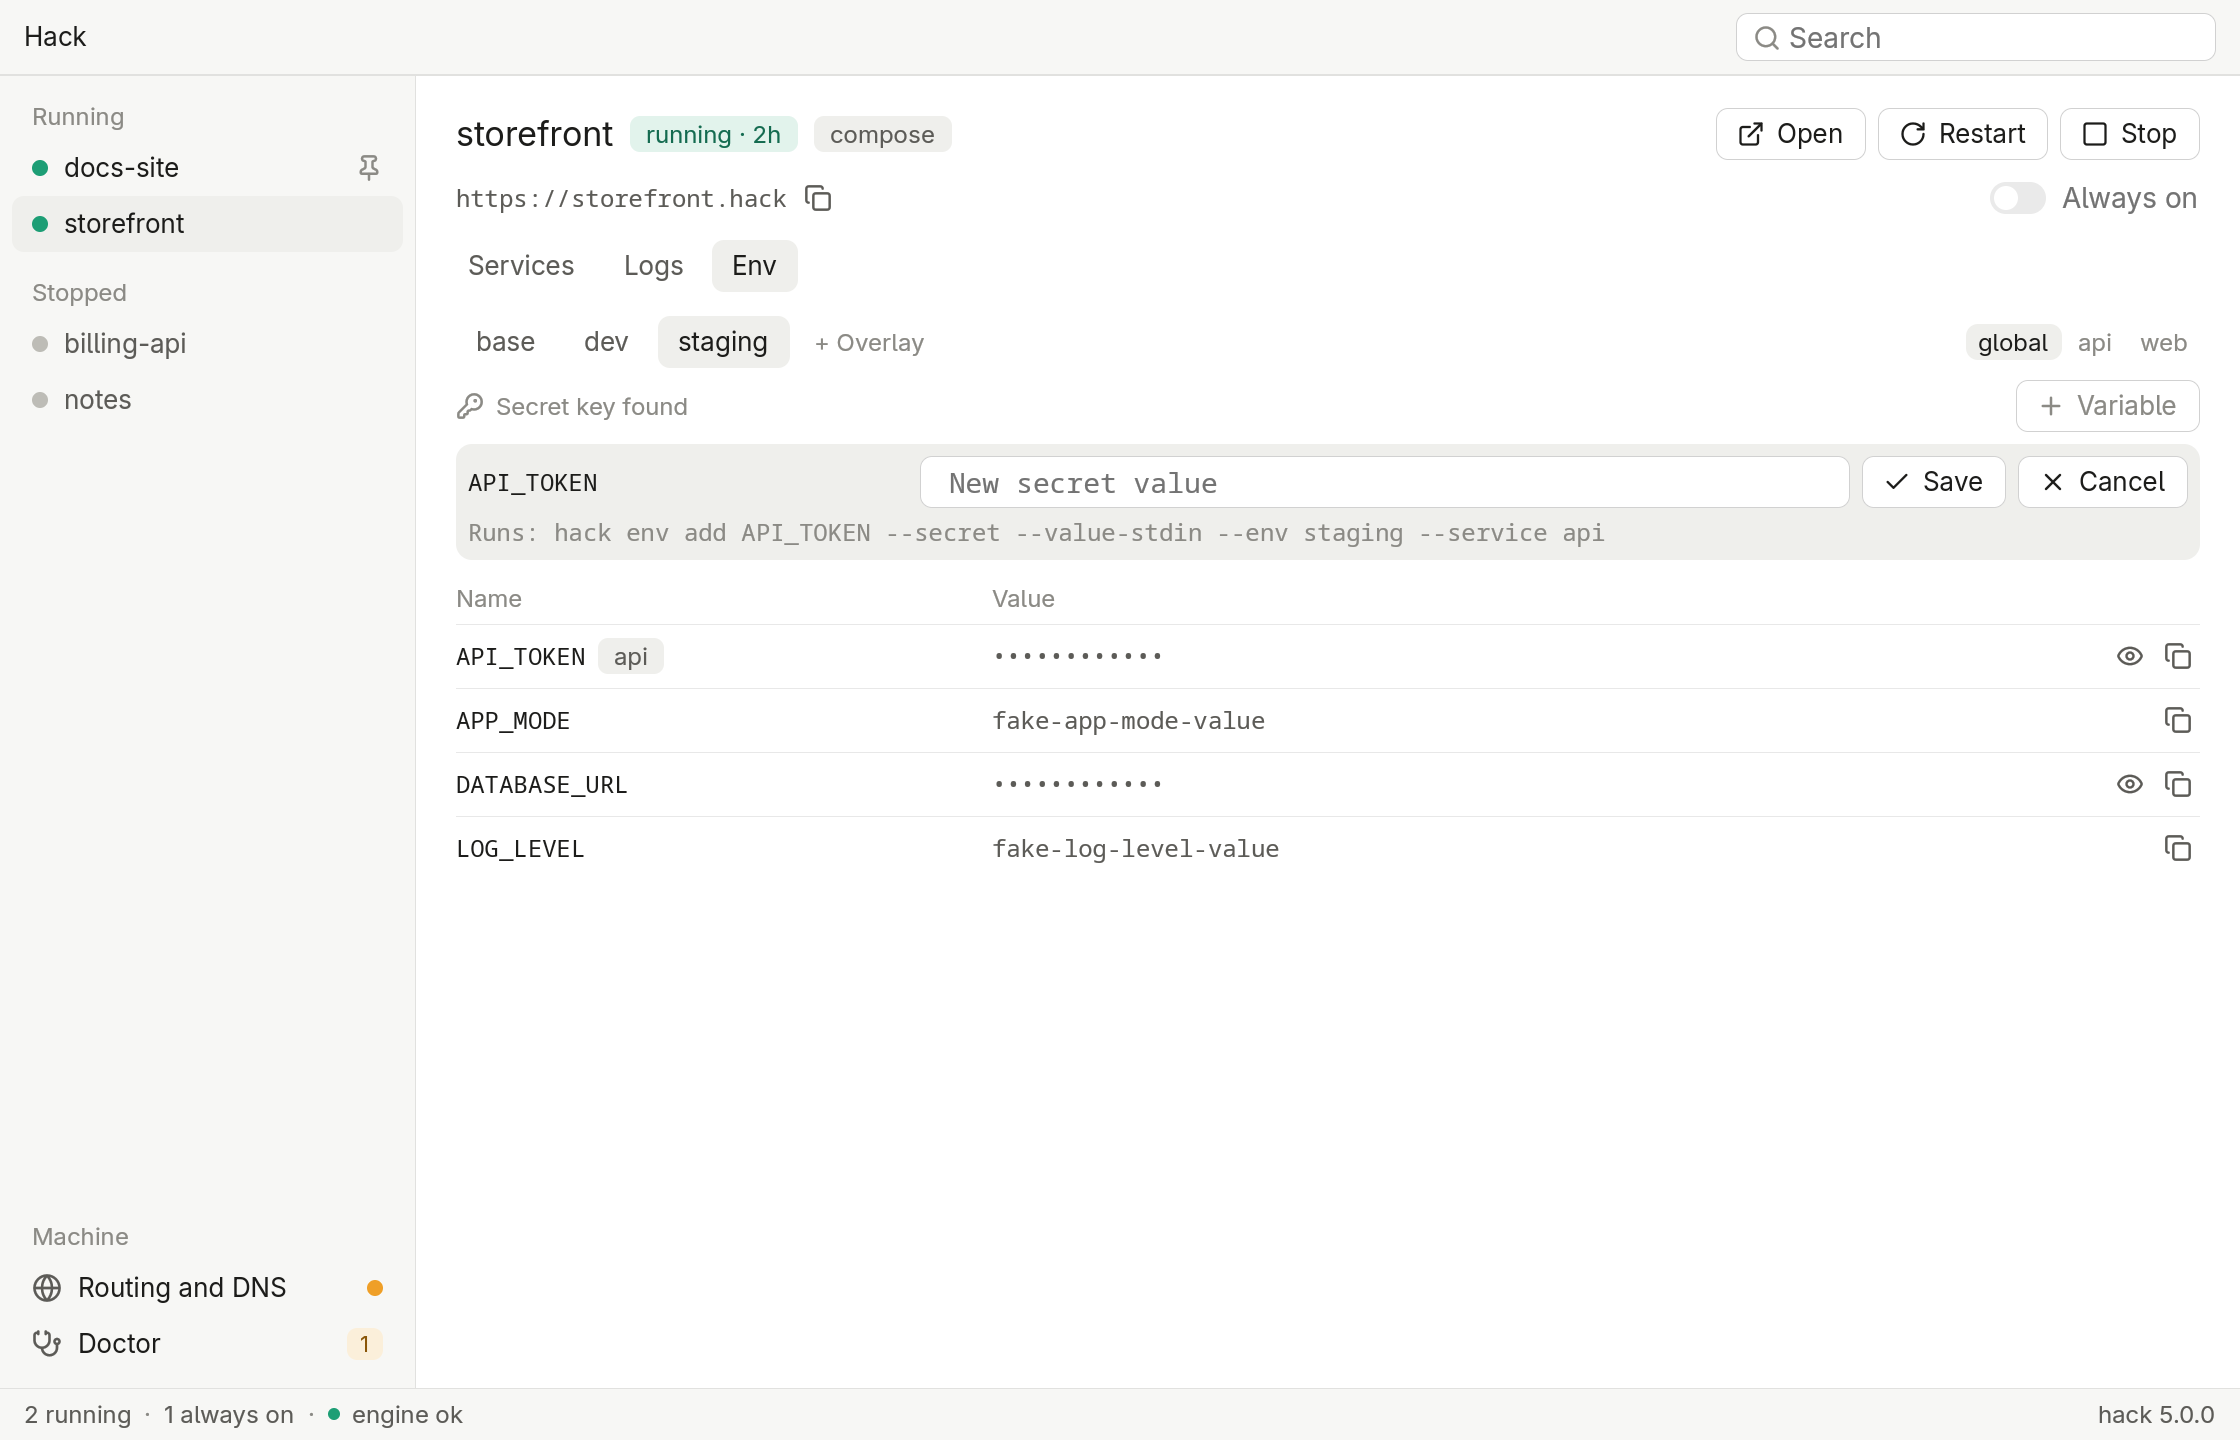 Hack
Search
Running
docs-site
storefront
Stopped
billing-api
notes
Machine
Routing and DNS
Doctor 1
storefront running · 2h compose
Open Restart Stop
https://storefront.hack
Always on
Services Logs Env
base dev staging + Overlay
global api web
Secret key found
+ Variable
API_TOKEN New secret value Save Cancel
Runs: hack env add API_TOKEN --secret --value-stdin --env staging --service api
Name Value
API_TOKEN api ••••••••••••
APP_MODE fake-app-mode-value
DATABASE_URL ••••••••••••
LOG_LEVEL fake-log-level-value
2 running · 1 always on · engine ok
hack 5.0.0